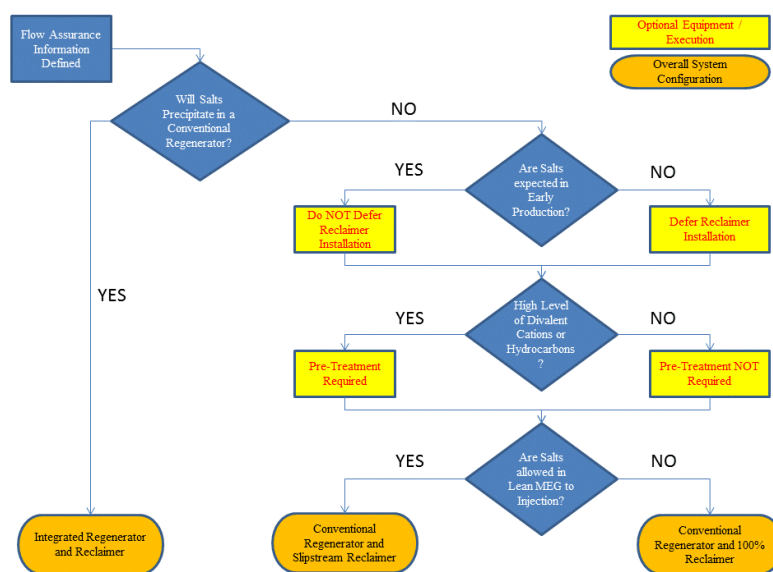 Flow Assurance
Information
Defined
Optional Equipment /
Execution
Overall System
Configuration
Will Salts
Precipitate in a
Conventional
Regenerator?
NO
YES
Are Salts
expected in
Early
Production?
YES
NO
Do NOT Defer
Reclaimer
Installation
Defer Reclaimer
Installation
High Level
of Divalent
Cations or
Hydrocarbons
?
YES
NO
Pre-Treatment
Required
Pre-Treatment NOT
Required
Are Salts
allowed in
Lean MEG to
Injection?
YES
NO
Integrated Regenerator
and Reclaimer
Conventional
Regenerator and
Slipstream Reclaimer
Conventional
Regenerator and 100%
Reclaimer